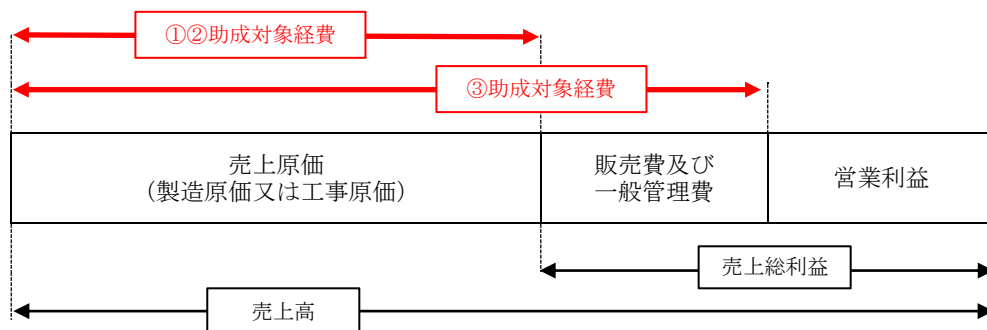 ①②助成対象経費
③助成対象経費
売上原価
（製造原価又は工事原価）
販売費及び
一般管理費
営業利益
売上総利益
売上高